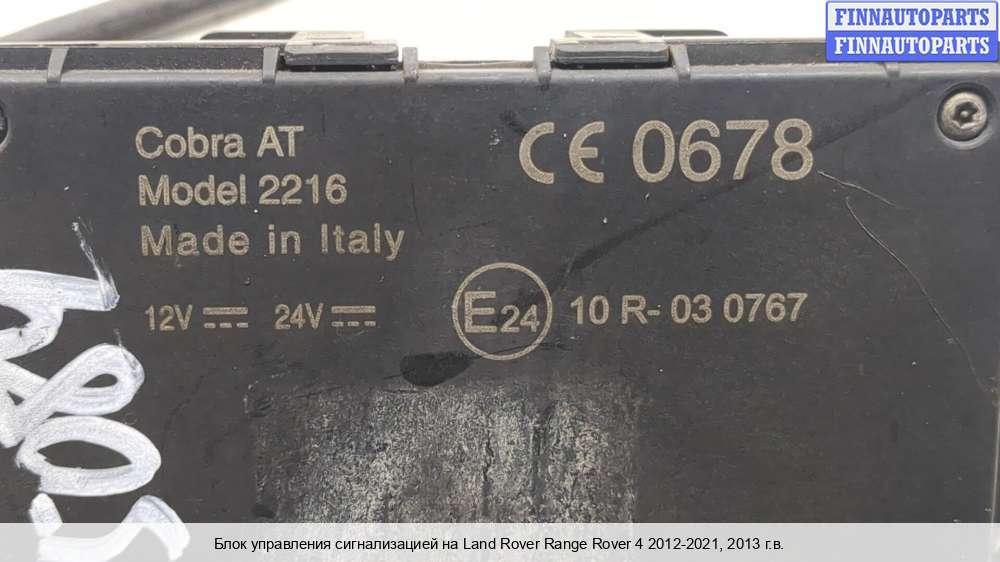 FINNAUTOPARTS
FINNAUTOPARTS
Cobra AT
Model 2216
Made in Italy
CE 0678
12V 24V
E24 10 R- 03 0767
Блок управления сигнализацией на Land Rover Range Rover 4 2012-2021, 2013 г.в.